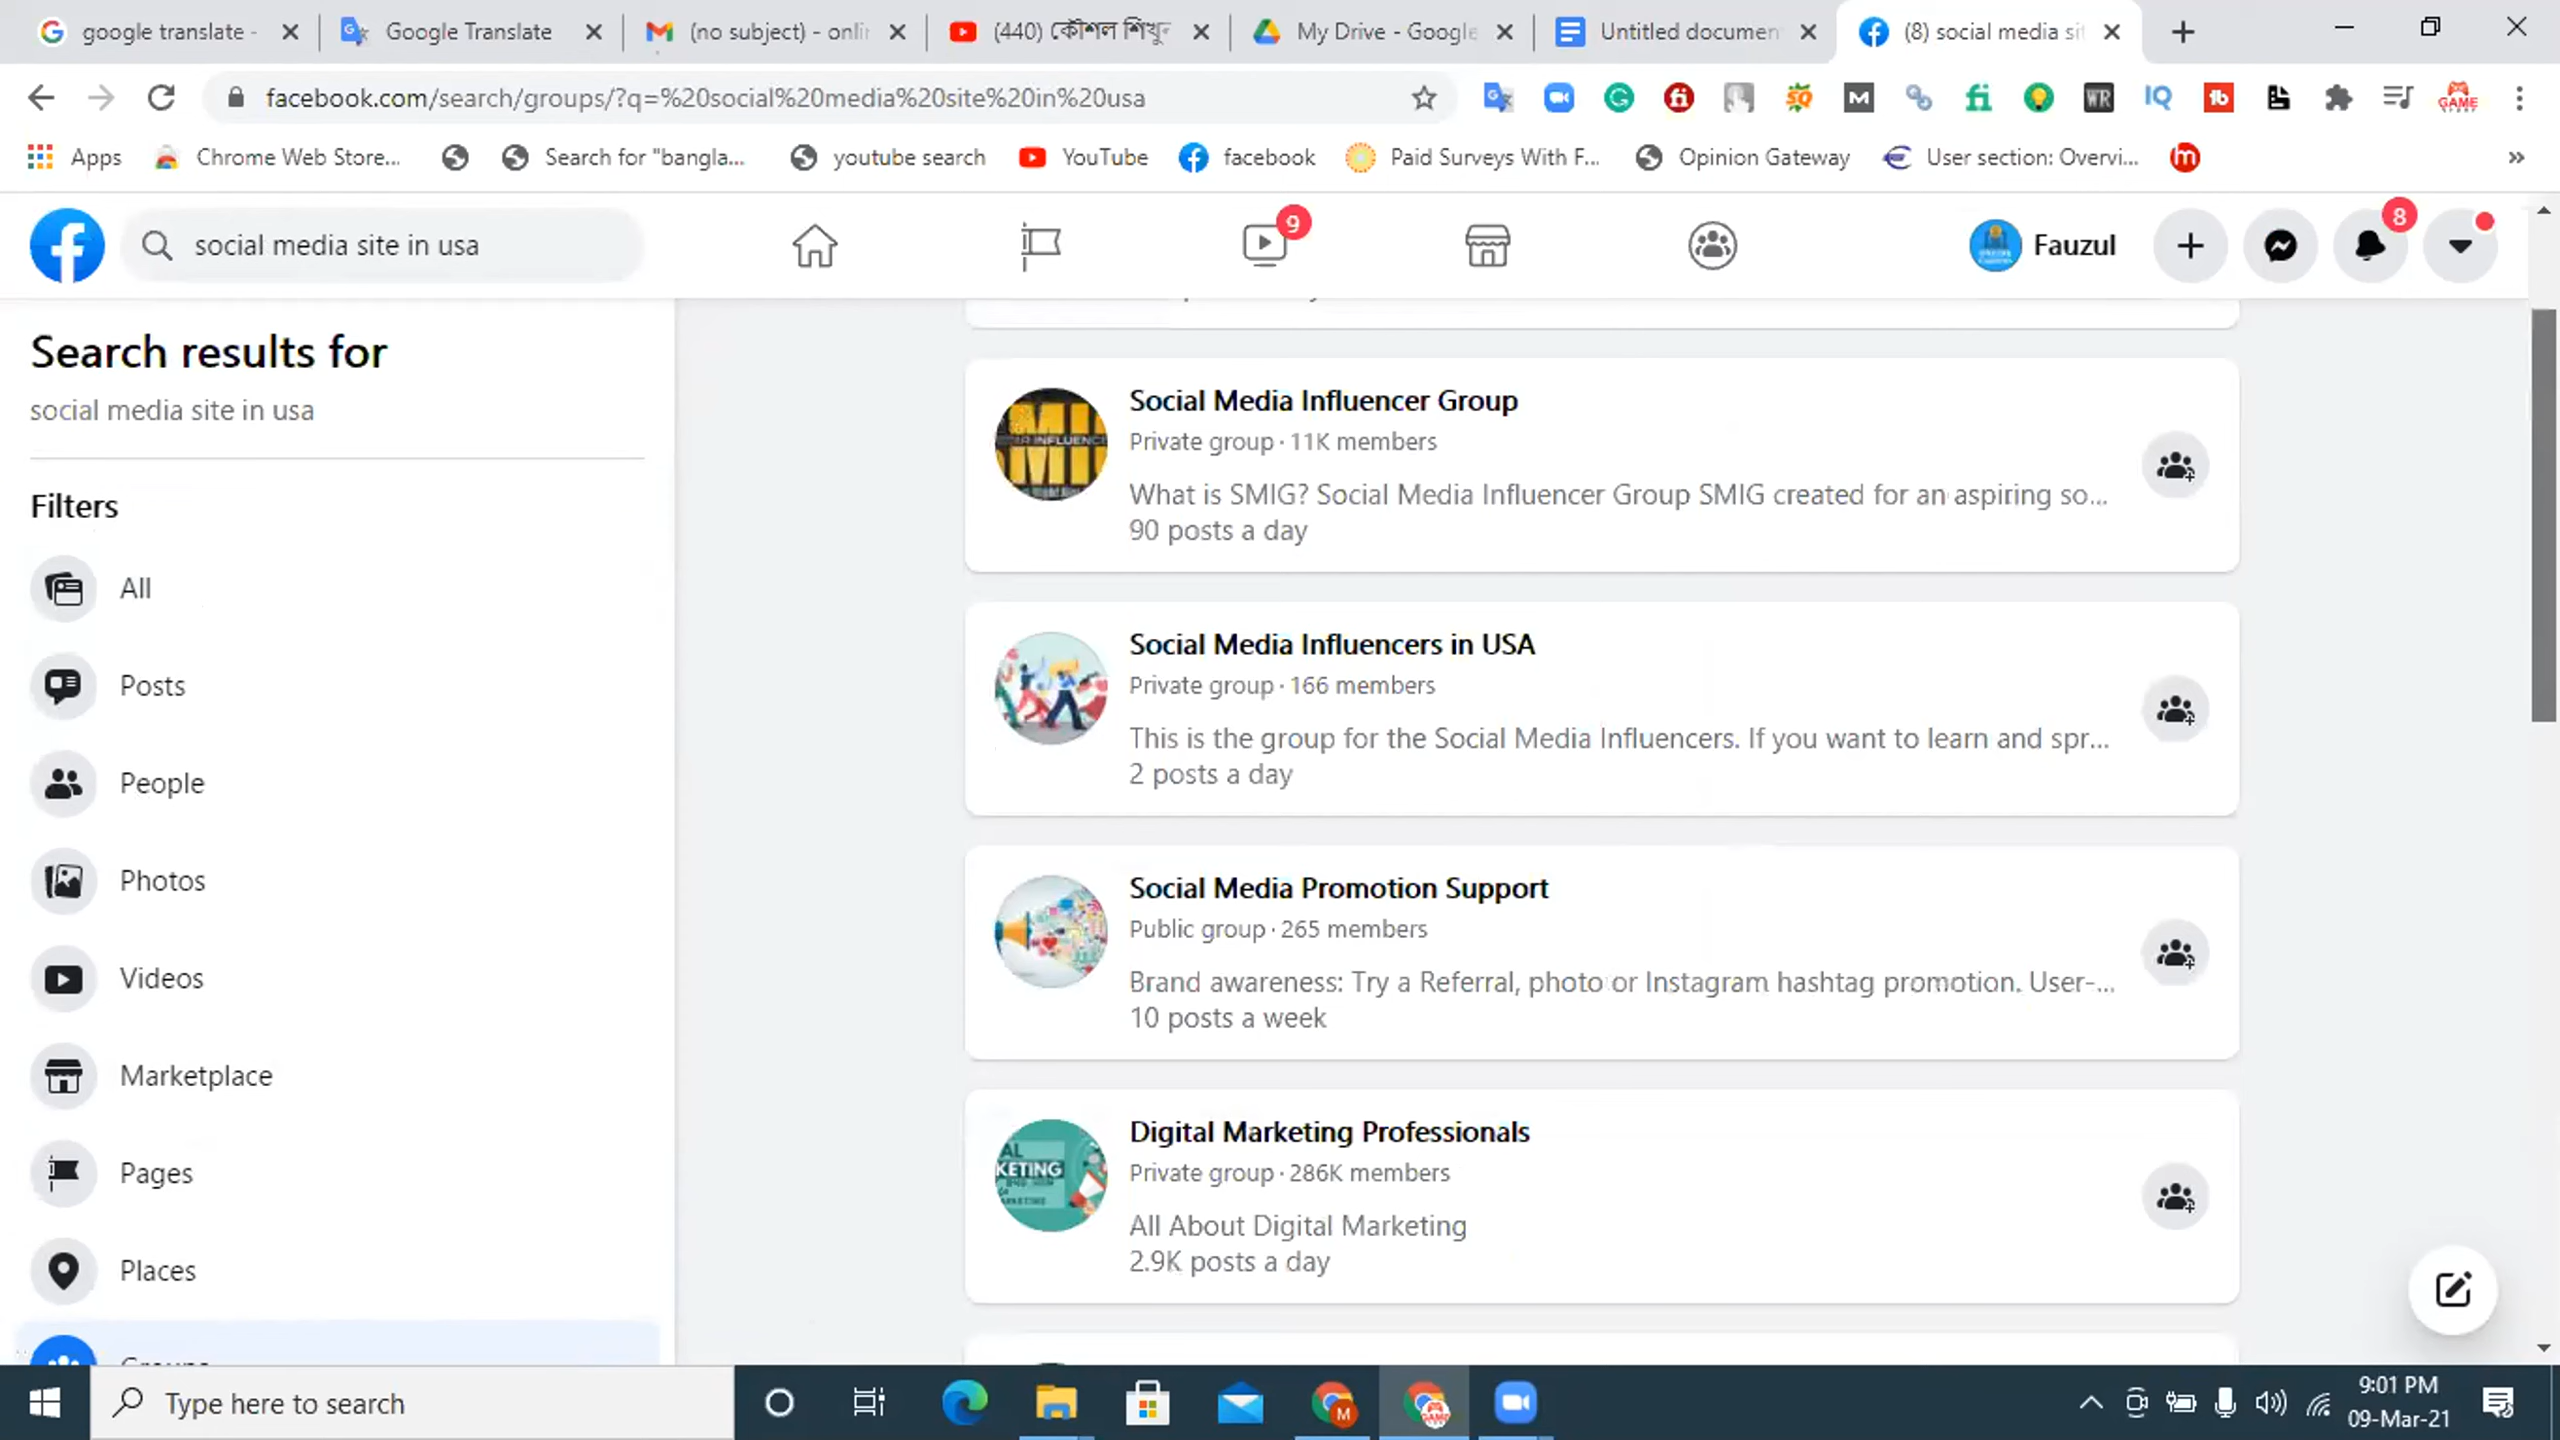 google translate -
Google Translate
(no subject) - onli
(440) কৌশল শিখু
My Drive - Google
Untitled documen
(8) social media sit
facebook.com/search/groups/?q=%20social%20media%20site%20in%20usa
Apps
Chrome Web Store...
Search for "bangla...
youtube search
YouTube
facebook
Paid Surveys With F...
Opinion Gateway
User section: Overvi...
social media site in usa
9
Fauzul
8
Search results for
social media site in usa
Filters
All
Posts
People
Photos
Videos
Marketplace
Pages
Places
Groups
Social Media Influencer Group
Private group · 11K members
What is SMIG? Social Media Influencer Group SMIG created for an aspiring so...
90 posts a day
Social Media Influencers in USA
Private group · 166 members
This is the group for the Social Media Influencers. If you want to learn and spr...
2 posts a day
Social Media Promotion Support
Public group · 265 members
Brand awareness: Try a Referral, photo or Instagram hashtag promotion. User-...
10 posts a week
Digital Marketing Professionals
Private group · 286K members
All About Digital Marketing
2.9K posts a day
Type here to search
9:01 PM
09-Mar-21